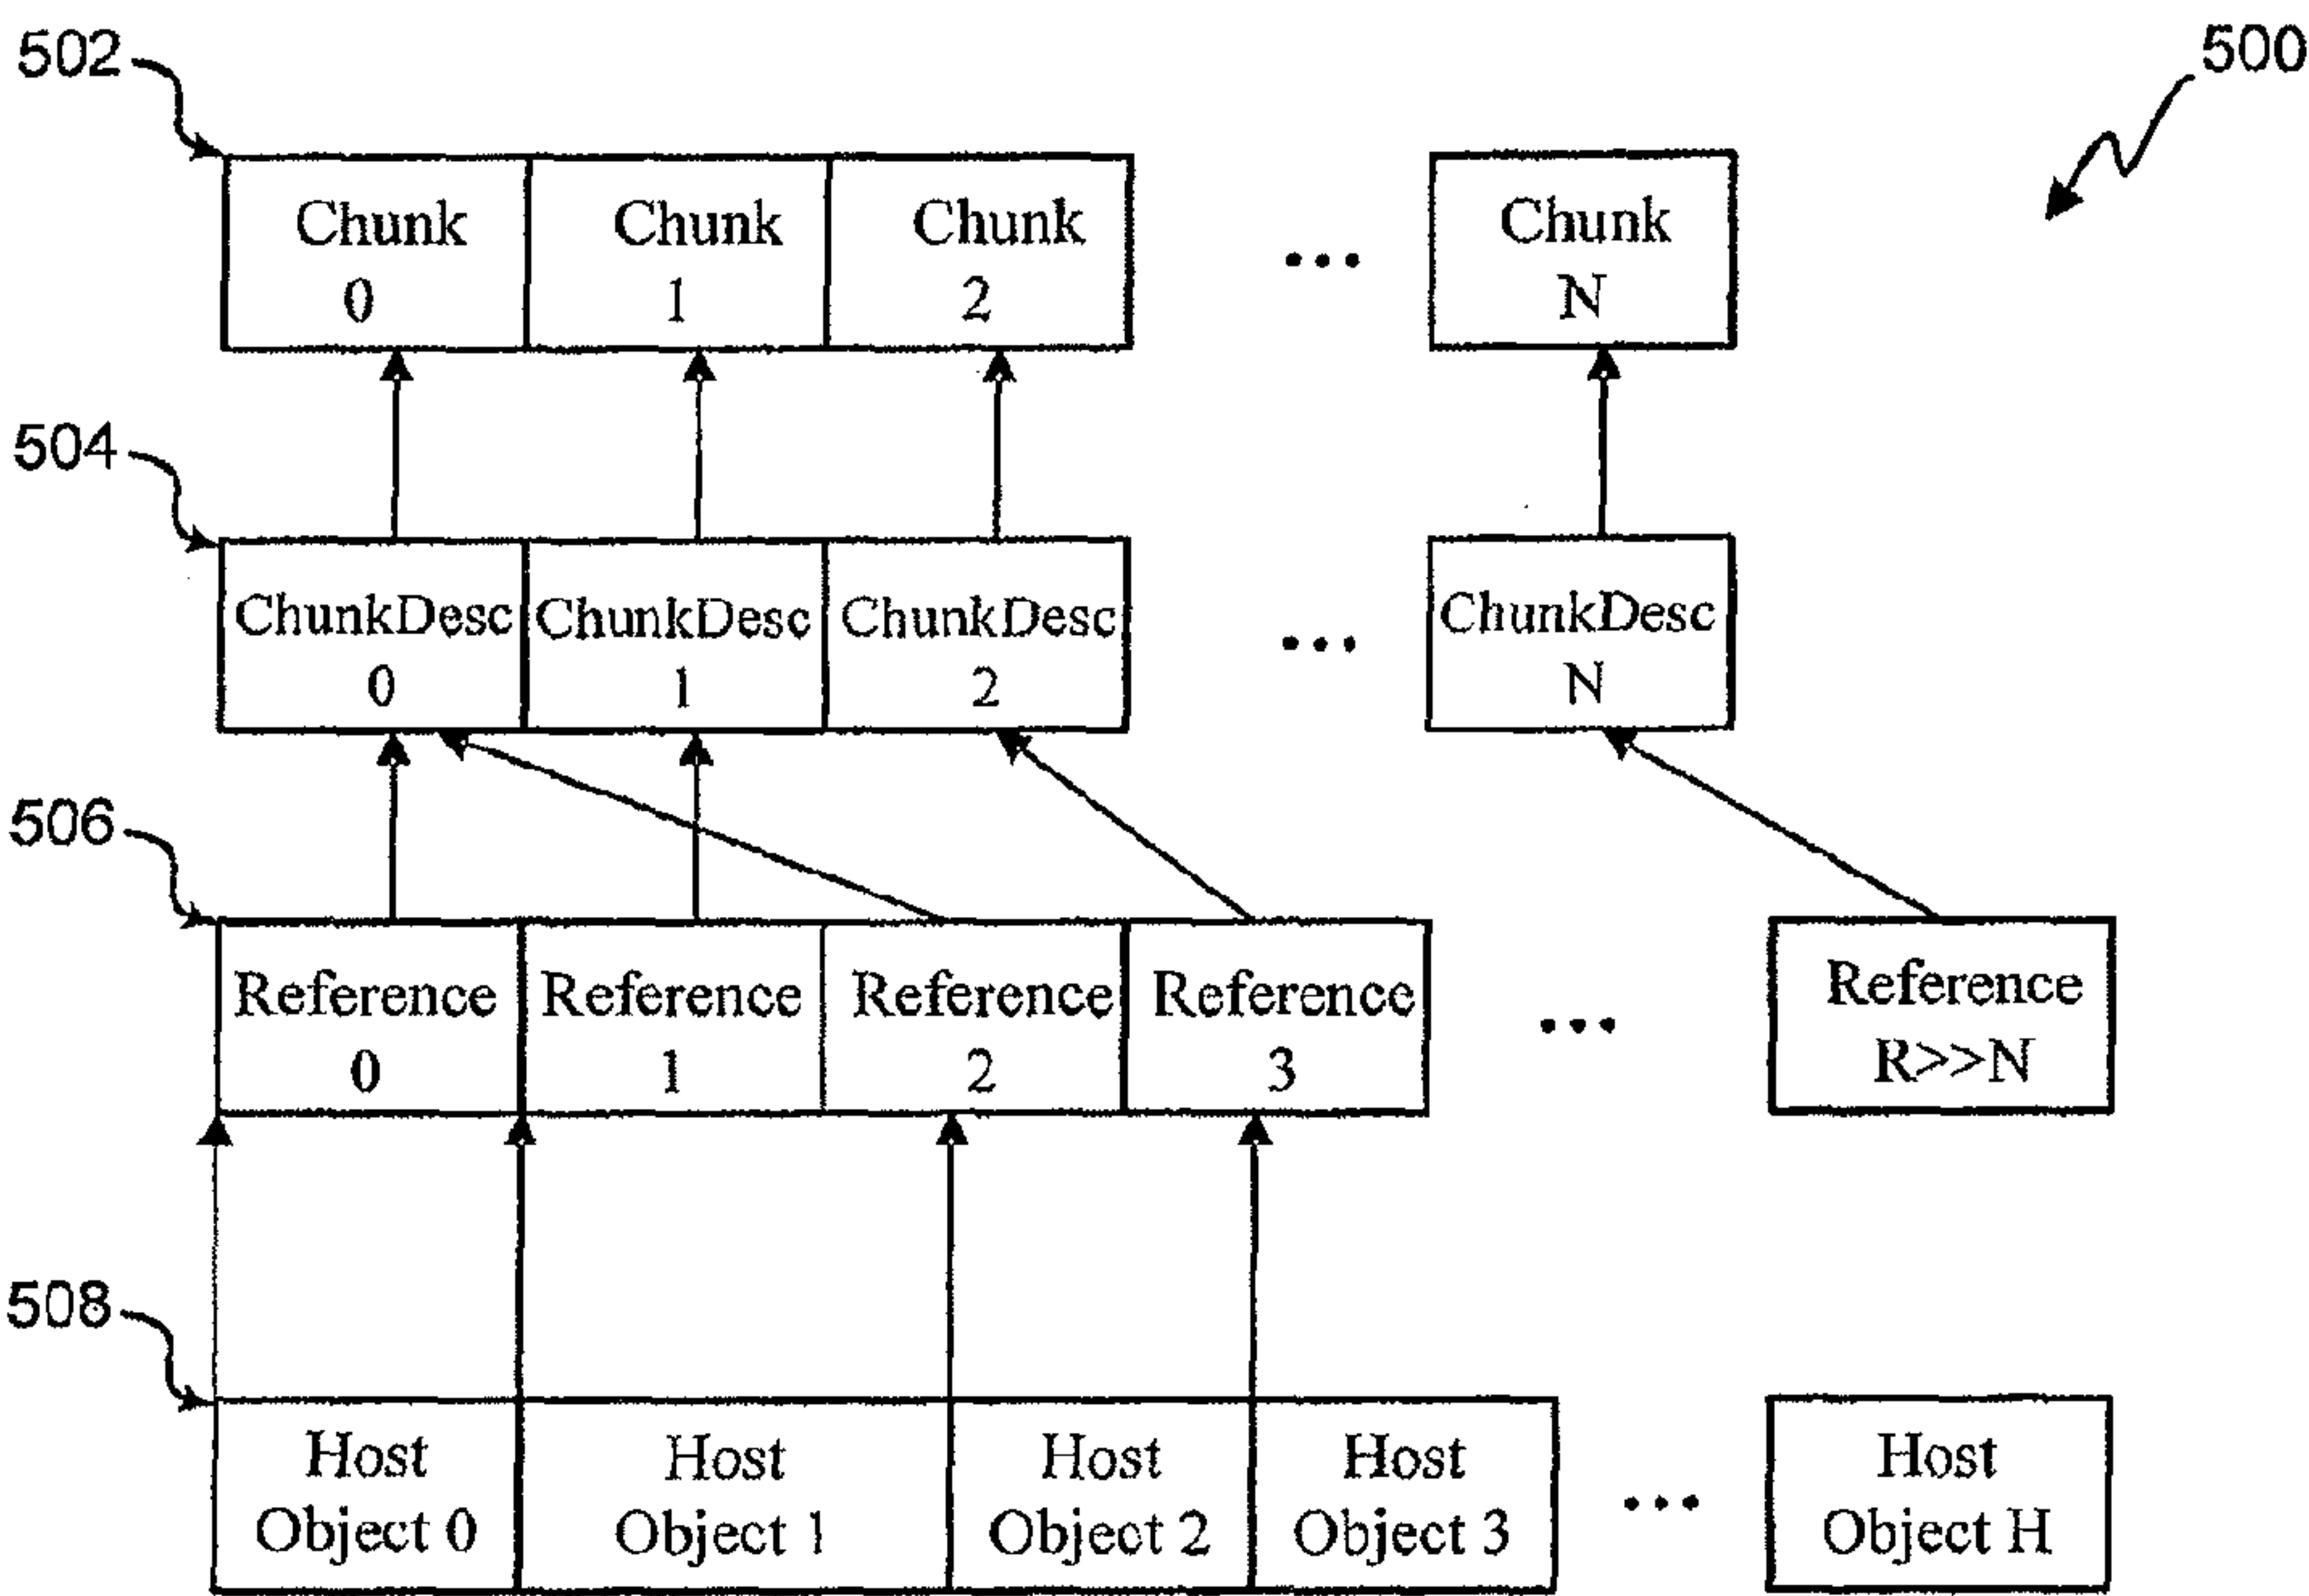 502
500
Chunk
0
Chunk
1
Chunk
2
...
Chunk
N
504
ChunkDesc
0
ChunkDesc
1
ChunkDesc
2
...
ChunkDesc
N
506
Reference
0
Reference
1
Reference
2
Reference
3
...
Reference
R>>N
508
Host
Object 0
Host
Object 1
Host
Object 2
Host
Object 3
...
Host
Object H